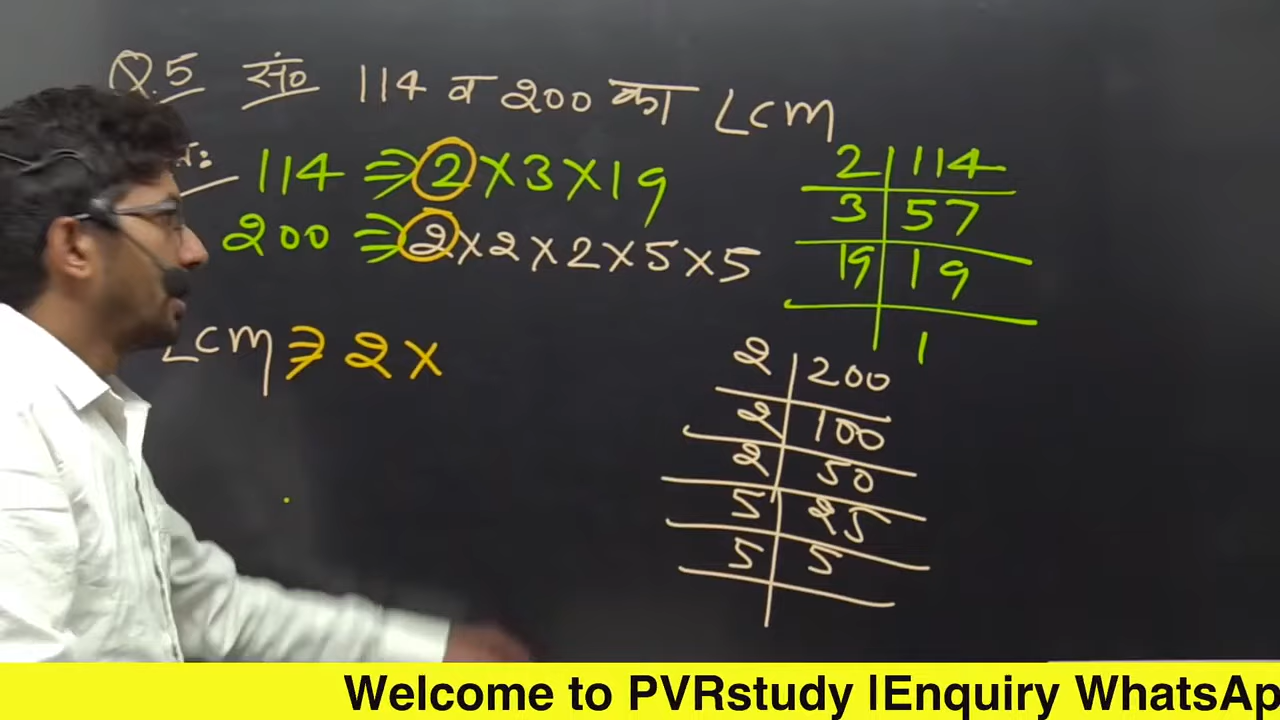 Q.5 सं० 114 व 200 का LCM
114 ⇒ 2×3×19
200 ⇒ 2×2×2×5×5
LCM ⇒ 2×
2 | 114
3 | 57
19 | 19
1
2 | 200
2 | 100
2 | 50
5 | 25
5 | 5
Welcome to PVRstudy |Enquiry WhatsAp